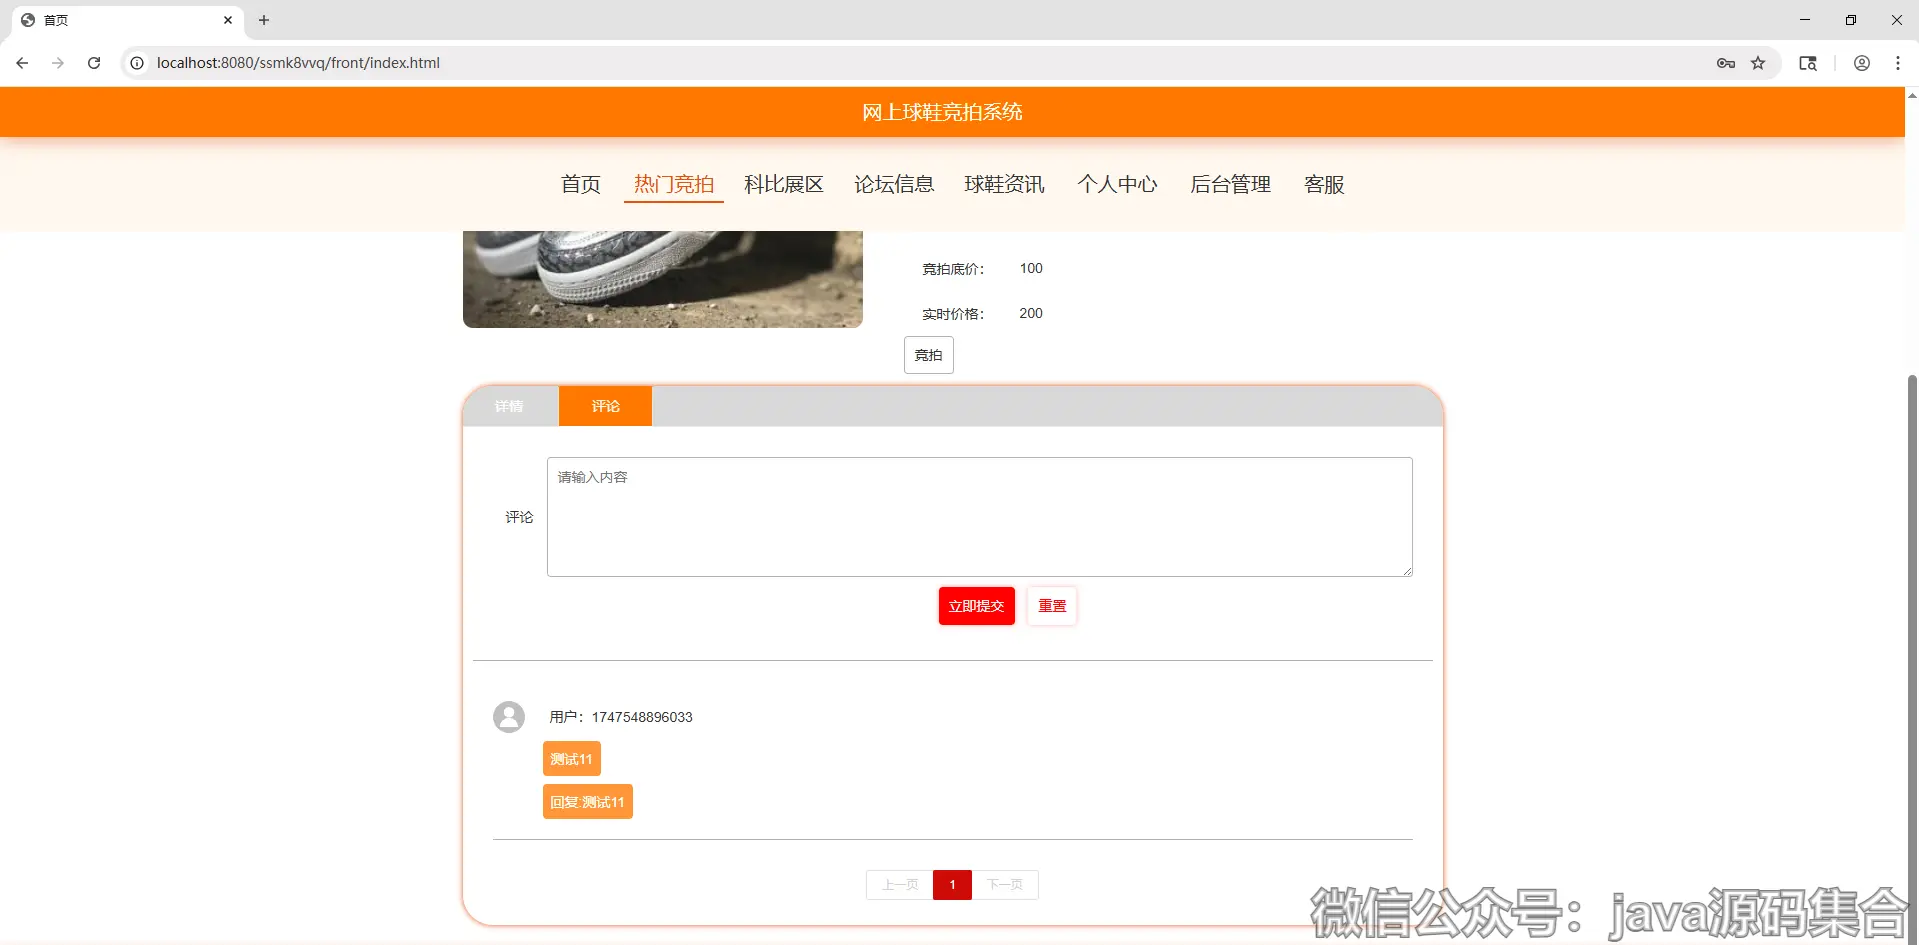 首页
localhost:8080/ssmk8vvq/front/index.html
网上球鞋竞拍系统
首页 热门竞拍 科比展区 论坛信息 球鞋资讯 个人中心 后台管理 客服
竞拍底价： 100
实时价格： 200
竞拍
详情 评论
请输入内容
评论
立即提交 重置
用户：1747548896033
测试11
回复:测试11
上一页 1 下一页
微信公众号：java源码集合